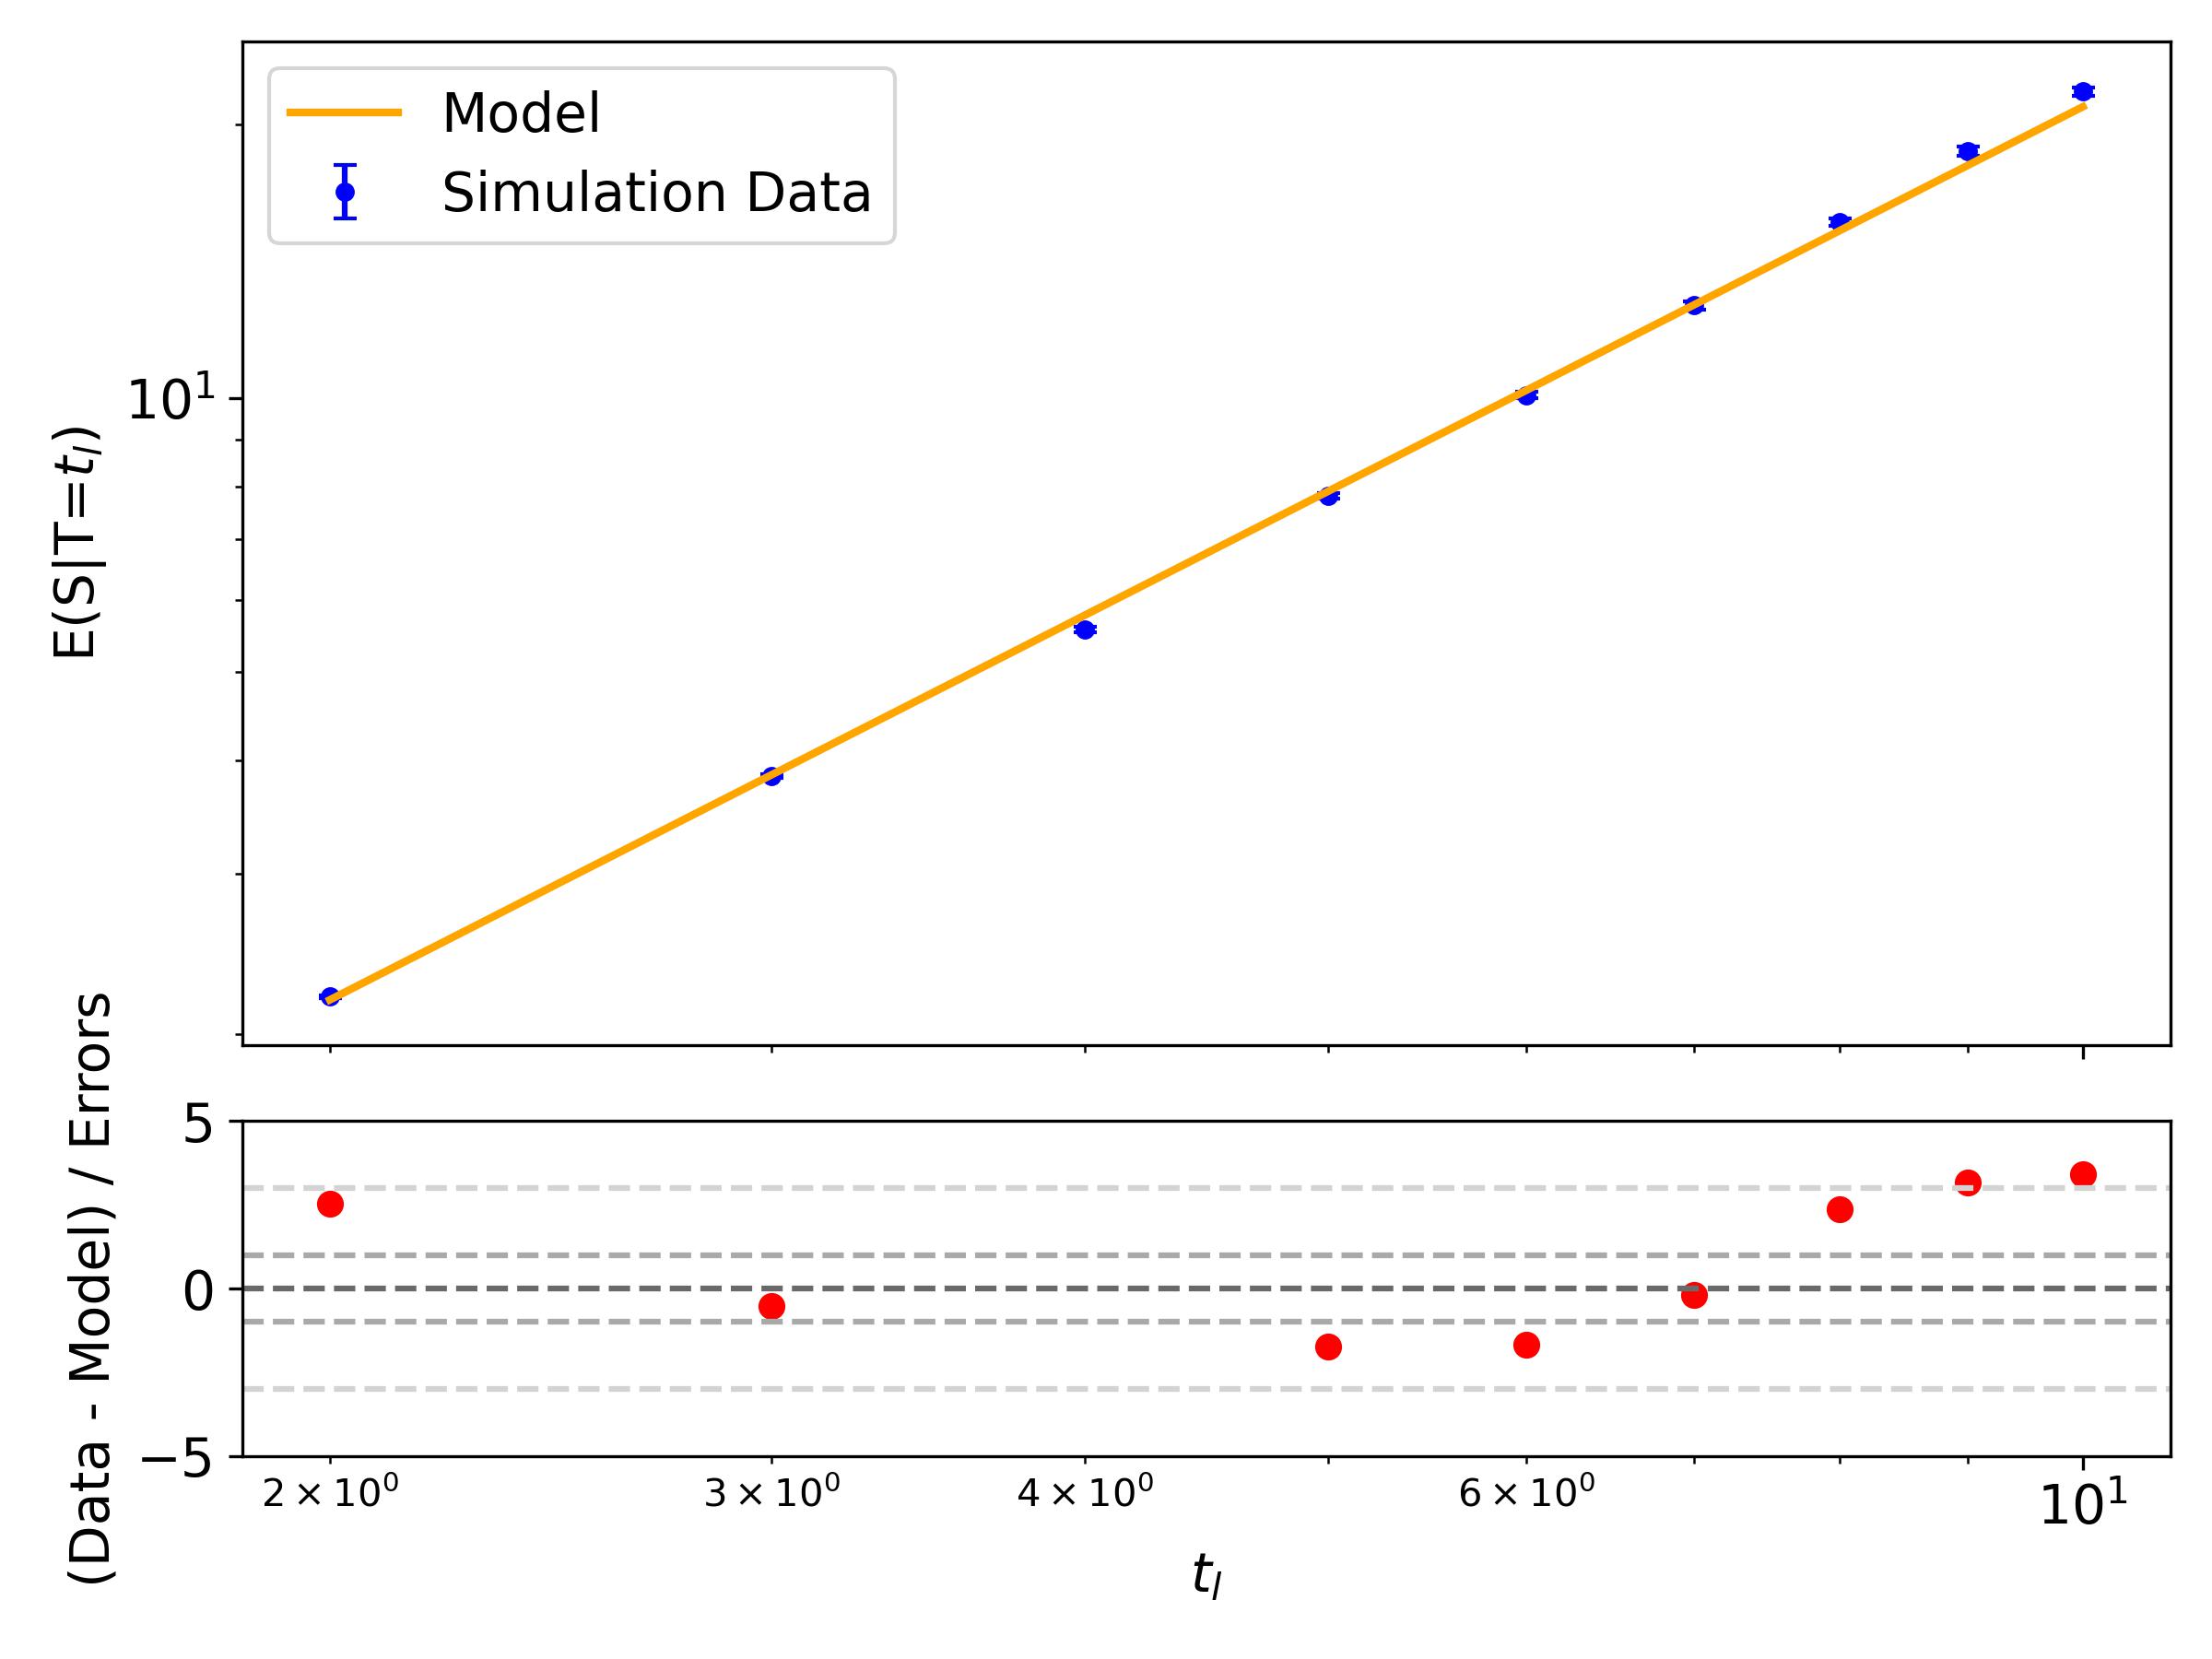 Model
Simulation Data
10¹
E(S|T=tₗ)
5
0
−5
(Data - Model) / Errors
2 × 10⁰
3 × 10⁰
4 × 10⁰
6 × 10⁰
10¹
tₗ